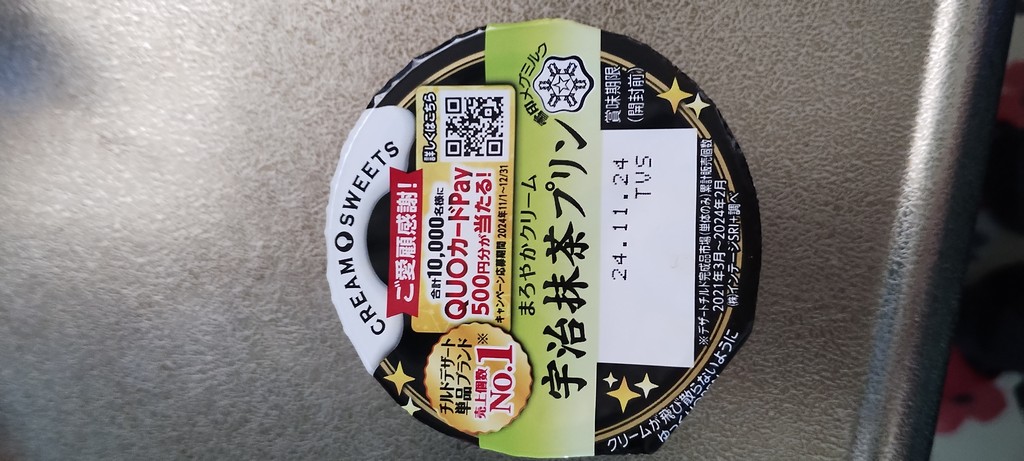 CREAM SWEETS
ご愛顧感謝!
合計10,000名様に
QUOカードPay
500円分が当たる!
キャンペーン応募期間 2024年11/1~12/31
詳しくはこちら
チルドデザート
単品ブランド
売上個数※
No.1
雪印メグミルク
まろやかクリーム
宇治抹茶プリン
賞味期限
(開封前)
24.11.24
TV5
※デザートチルド完成品市場(単体のみ)累計販売個数
2021年3月~2024年2月
(株)インテージSRI+調べ
クリームが飛び散らないように